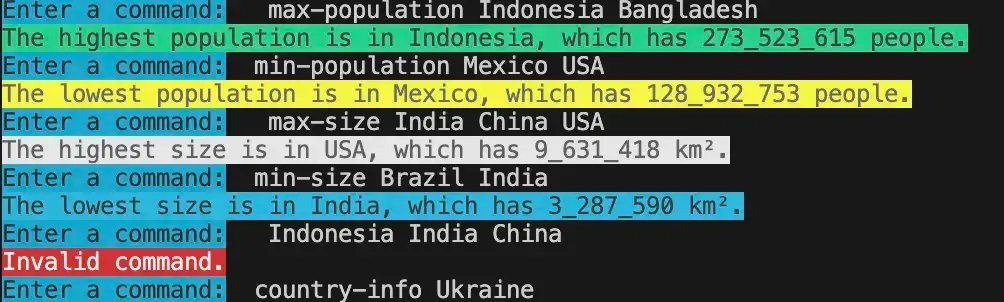 Enter a command:   max-population Indonesia Bangladesh
The highest population is in Indonesia, which has 273_523_615 people.
Enter a command:  min-population Mexico USA
The lowest population is in Mexico, which has 128_932_753 people.
Enter a command:   max-size India China USA
The highest size is in USA, which has 9_631_418 km².
Enter a command:  min-size Brazil India
The lowest size is in India, which has 3_287_590 km².
Enter a command:   Indonesia India China
Invalid command.
Enter a command:  country-info Ukraine